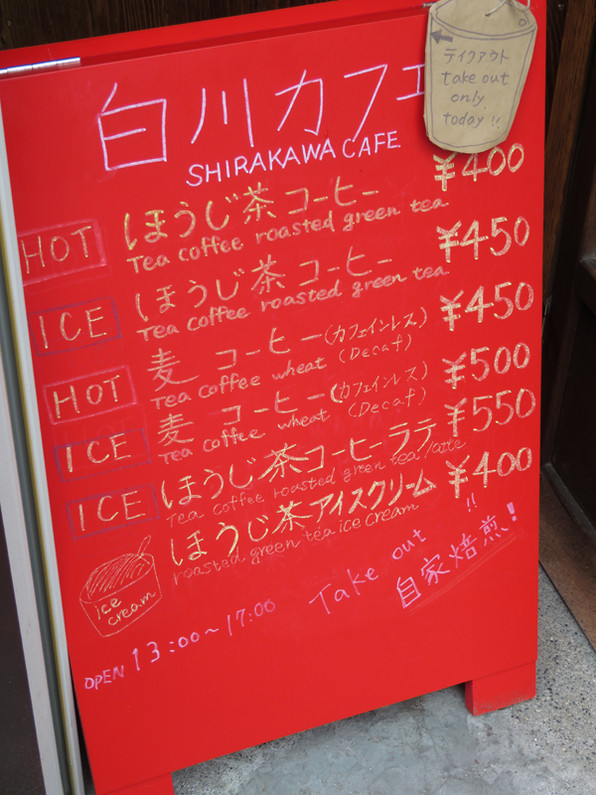 テイクアウト
Take out
only
today!!
白川カフェ
SHIRAKAWA CAFE
HOT ほうじ茶コーヒー ¥400
Tea coffee roasted green tea
ICE ほうじ茶コーヒー ¥450
Tea coffee roasted green tea
HOT 麦 コーヒー(カフェインレス) ¥450
Tea coffee wheat (Decaf)
ICE 麦 コーヒー(カフェインレス) ¥500
Tea coffee wheat (Decaf)
ICE ほうじ茶コーヒーラテ ¥550
Tea coffee roasted green tea latte
ほうじ茶アイスクリーム ¥400
roasted green tea ice cream
ice cream
Take out !!
自家焙煎!
OPEN 13:00~17:00